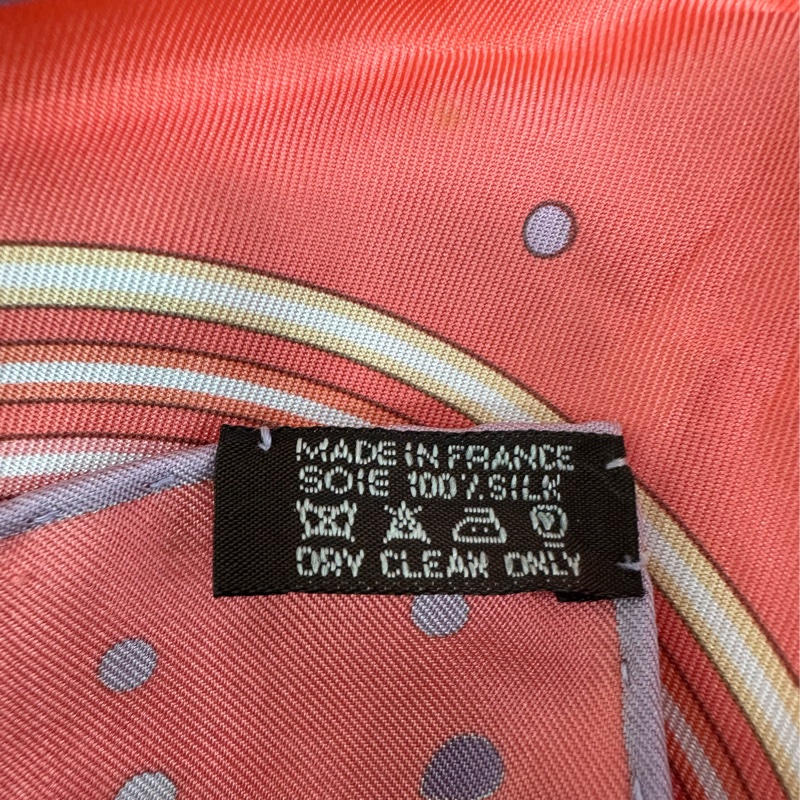 MADE IN FRANCE
SOIE 100% SILK
DRY CLEAN ONLY